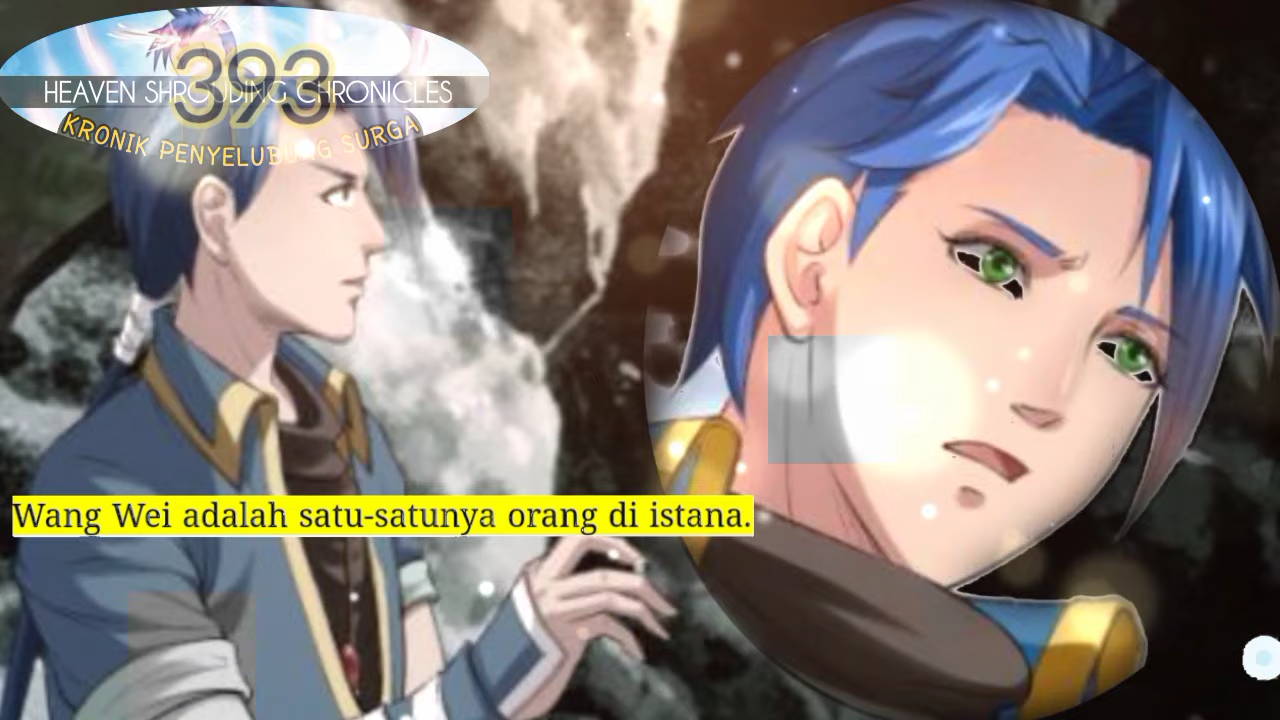 393
HEAVEN SHROUDING CHRONICLES
KRONIK PENYELUBUNG SURGA
Wang Wei adalah satu-satunya orang di istana.